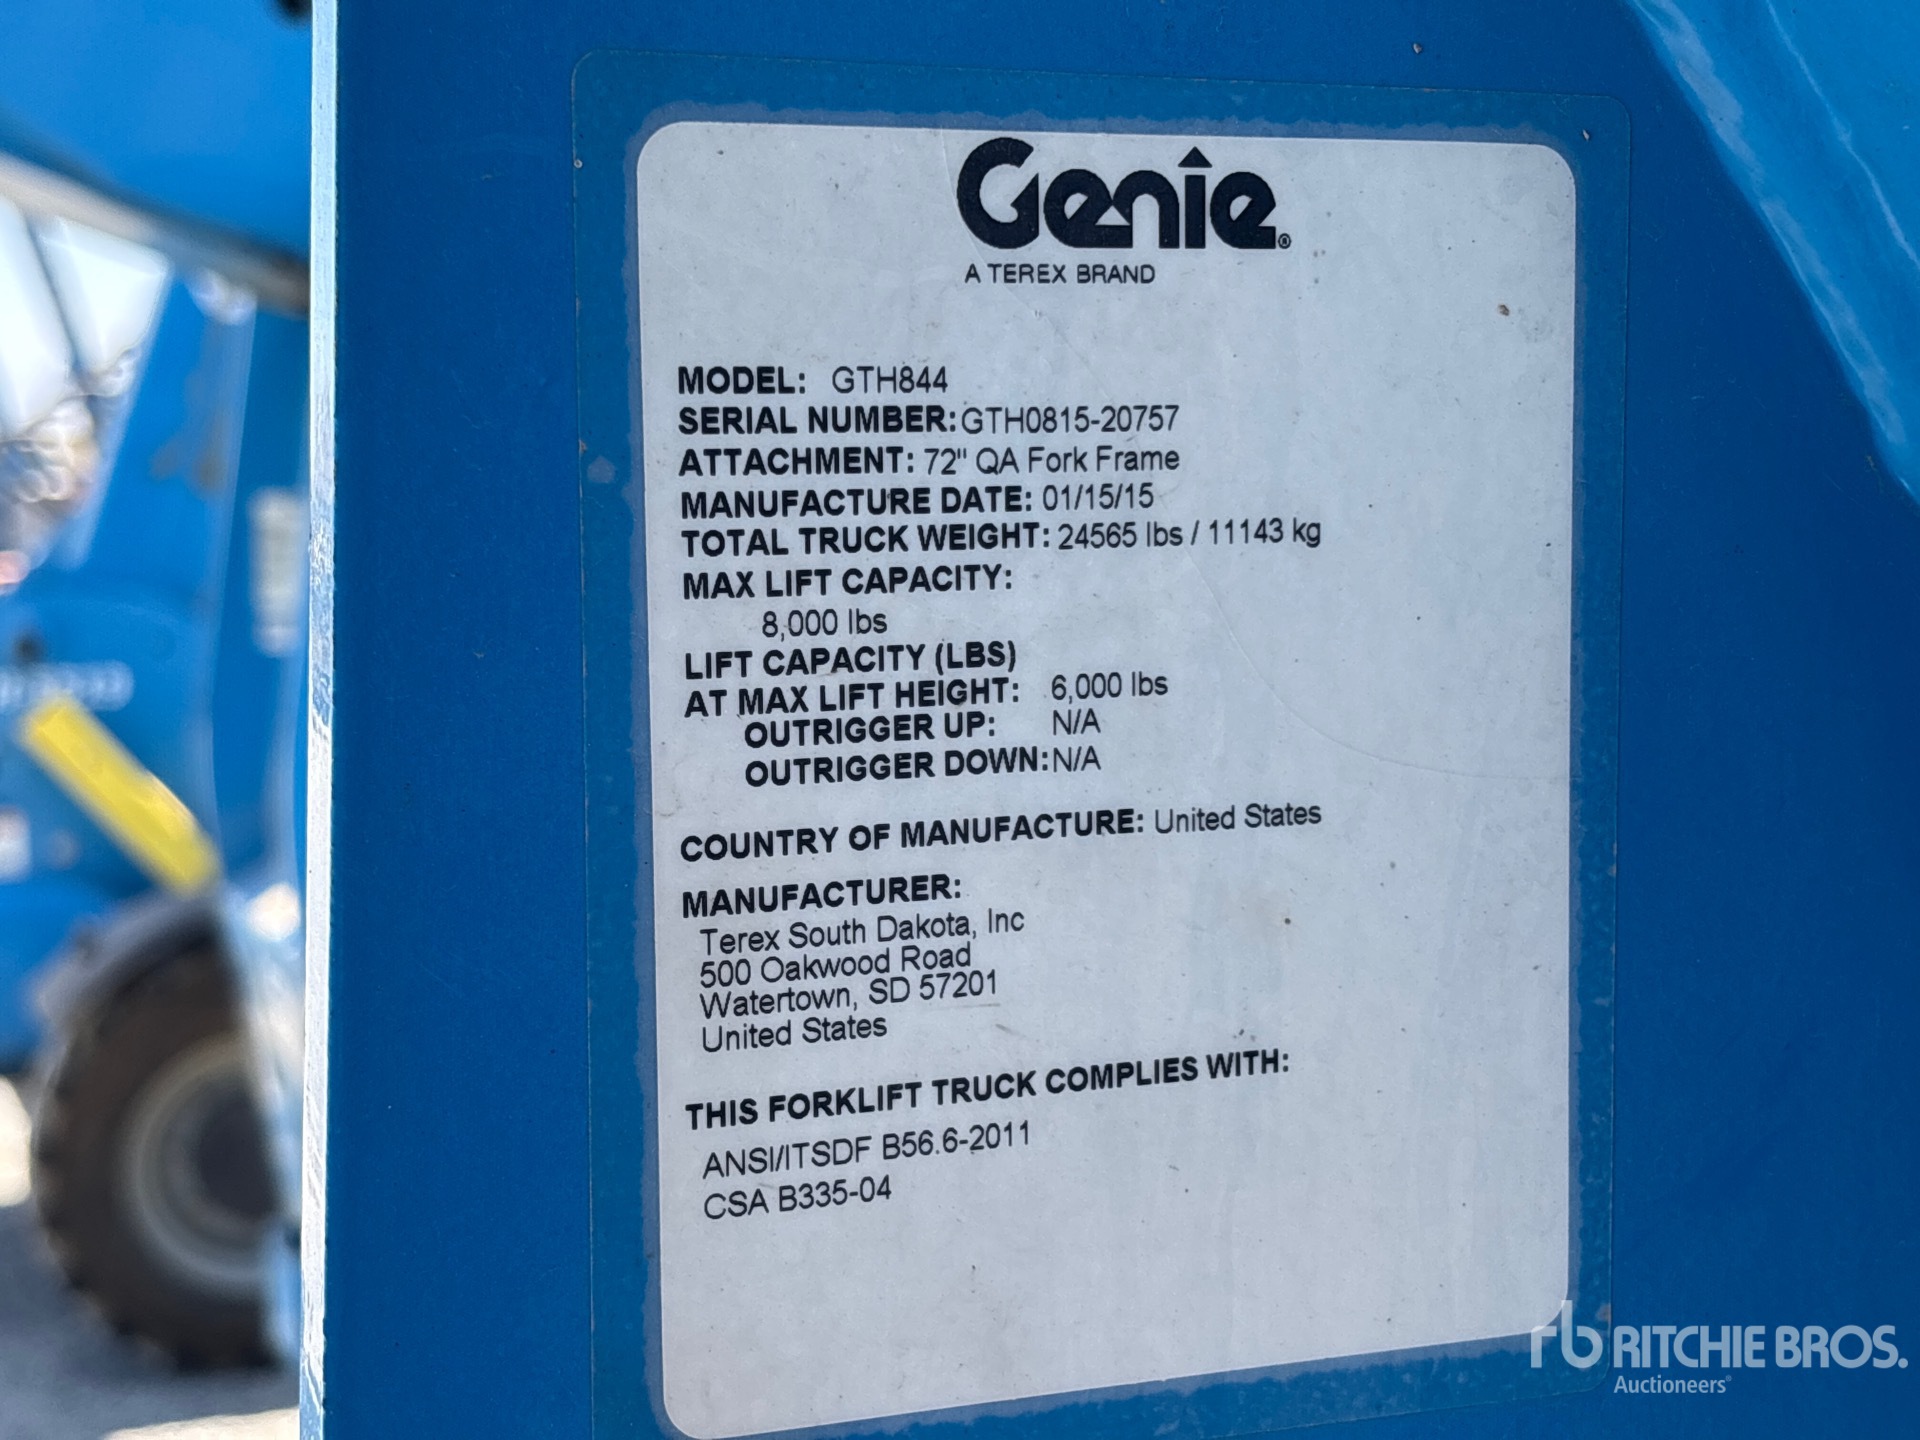 Genie®
A TEREX BRAND
MODEL: GTH844
SERIAL NUMBER:GTH0815-20757
ATTACHMENT: 72" QA Fork Frame
MANUFACTURE DATE: 01/15/15
TOTAL TRUCK WEIGHT: 24565 lbs / 11143 kg
MAX LIFT CAPACITY:
8,000 lbs
LIFT CAPACITY (LBS)
AT MAX LIFT HEIGHT: 6,000 lbs
OUTRIGGER UP: N/A
OUTRIGGER DOWN:N/A
COUNTRY OF MANUFACTURE: United States
MANUFACTURER:
Terex South Dakota, Inc
500 Oakwood Road
Watertown, SD 57201
United States
THIS FORKLIFT TRUCK COMPLIES WITH:
ANSI/ITSDF B56.6-2011
CSA B335-04
rb RITCHIE BROS.
Auctioneers®